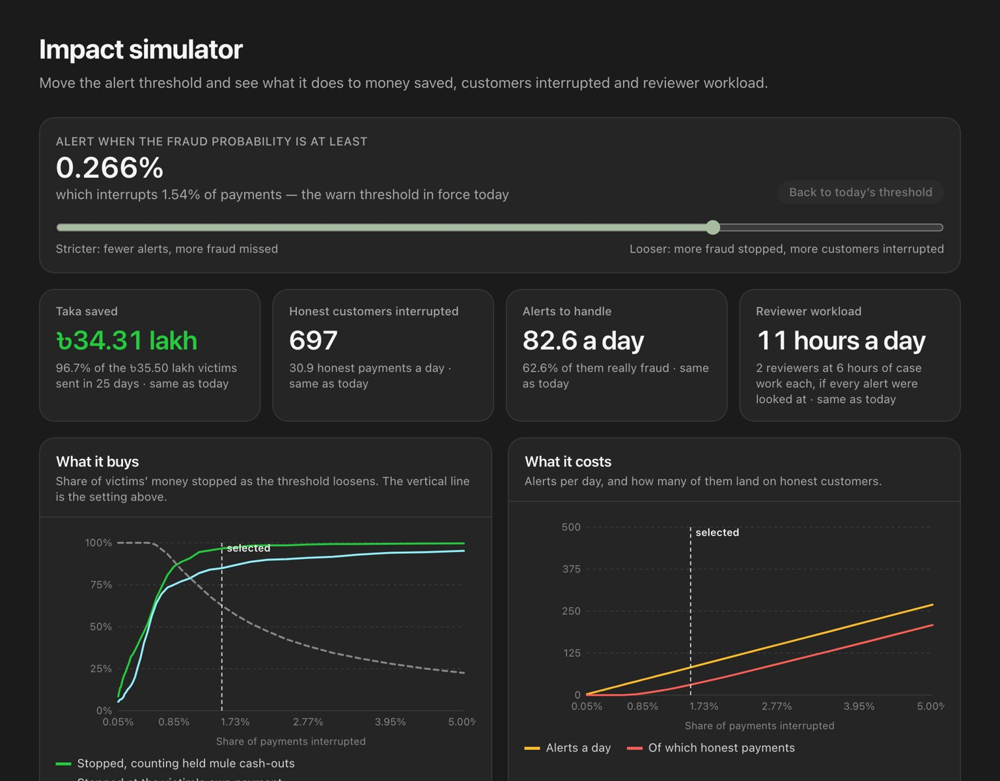 Impact simulator
Move the alert threshold and see what it does to money saved, customers interrupted and reviewer workload.
ALERT WHEN THE FRAUD PROBABILITY IS AT LEAST
0.266%
which interrupts 1.54% of payments — the warn threshold in force today
Back to today’s threshold
Stricter: fewer alerts, more fraud missed
Looser: more fraud stopped, more customers interrupted
Taka saved
৳34.31 lakh
96.7% of the ৳35.50 lakh victims
sent in 25 days · same as today
Honest customers interrupted
697
30.9 honest payments a day ·
same as today
Alerts to handle
82.6 a day
62.6% of them really fraud · same
as today
Reviewer workload
11 hours a day
2 reviewers at 6 hours of case
work each, if every alert were
looked at · same as today
What it buys
Share of victims’ money stopped as the threshold loosens. The vertical line
is the setting above.
100%
selected
75%
50%
25%
0%
0.05% 0.85% 1.73% 2.77% 3.95% 5.00%
Share of payments interrupted
Stopped, counting held mule cash-outs
Stopped at the victim's own payment
What it costs
Alerts per day, and how many of them land on honest customers.
500
selected
375
250
125
0
0.05% 0.85% 1.73% 2.77% 3.95% 5.00%
Share of payments interrupted
Alerts a day Of which honest payments